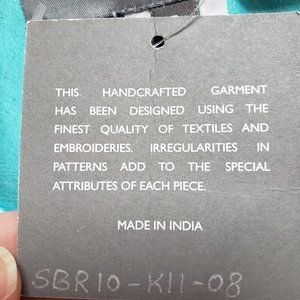 THIS HANDCRAFTED GARMENT
HAS BEEN DESIGNED USING THE
FINEST QUALITY OF TEXTILES AND
EMBROIDERIES. IRREGULARITIES IN
PATTERNS ADD TO THE SPECIAL
ATTRIBUTES OF EACH PIECE.
MADE IN INDIA
SBR10-K11-08